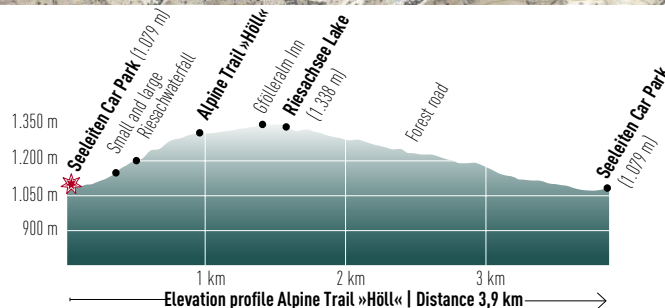 Seeleiten Car Park (1.079 m)
Small and large
Riesachwaterfall
Alpine Trail »Höll«
Gfölleralm Inn
Riesachsee Lake
(1.338 m)
Forest road
Seeleiten Car Park
(1.079 m)
1.350 m
1.200 m
1.050 m
900 m
1 km
2 km
3 km
Elevation profile Alpine Trail »Höll« | Distance 3,9 km